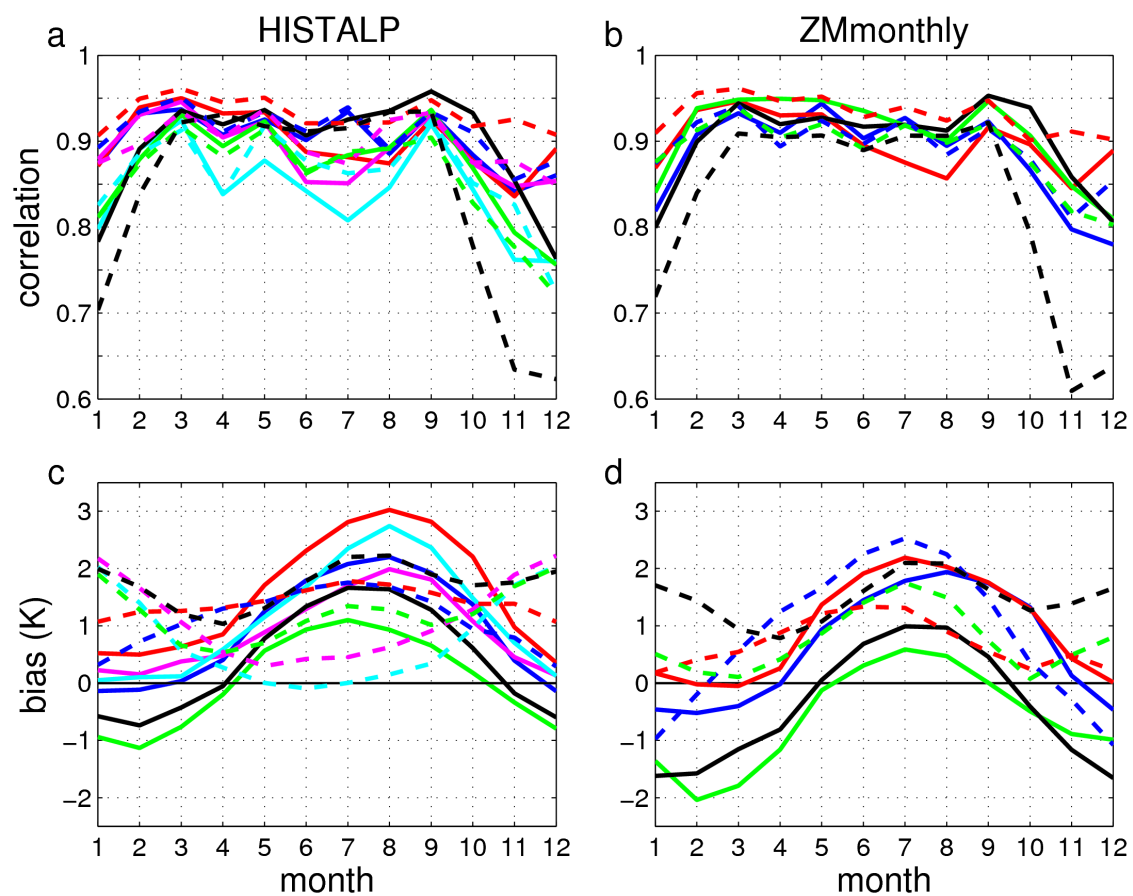 a HISTALP b ZMmonthly
1 1
0.9 0.9
0.8 0.8
0.7 0.7
0.6 0.6
correlation
1 2 3 4 5 6 7 8 9 10 11 12 1 2 3 4 5 6 7 8 9 10 11 12
c d
3 3
2 2
1 1
0 0
−1 −1
−2 −2
bias (K)
1 2 3 4 5 6 7 8 9 10 11 12 1 2 3 4 5 6 7 8 9 10 11 12
month month